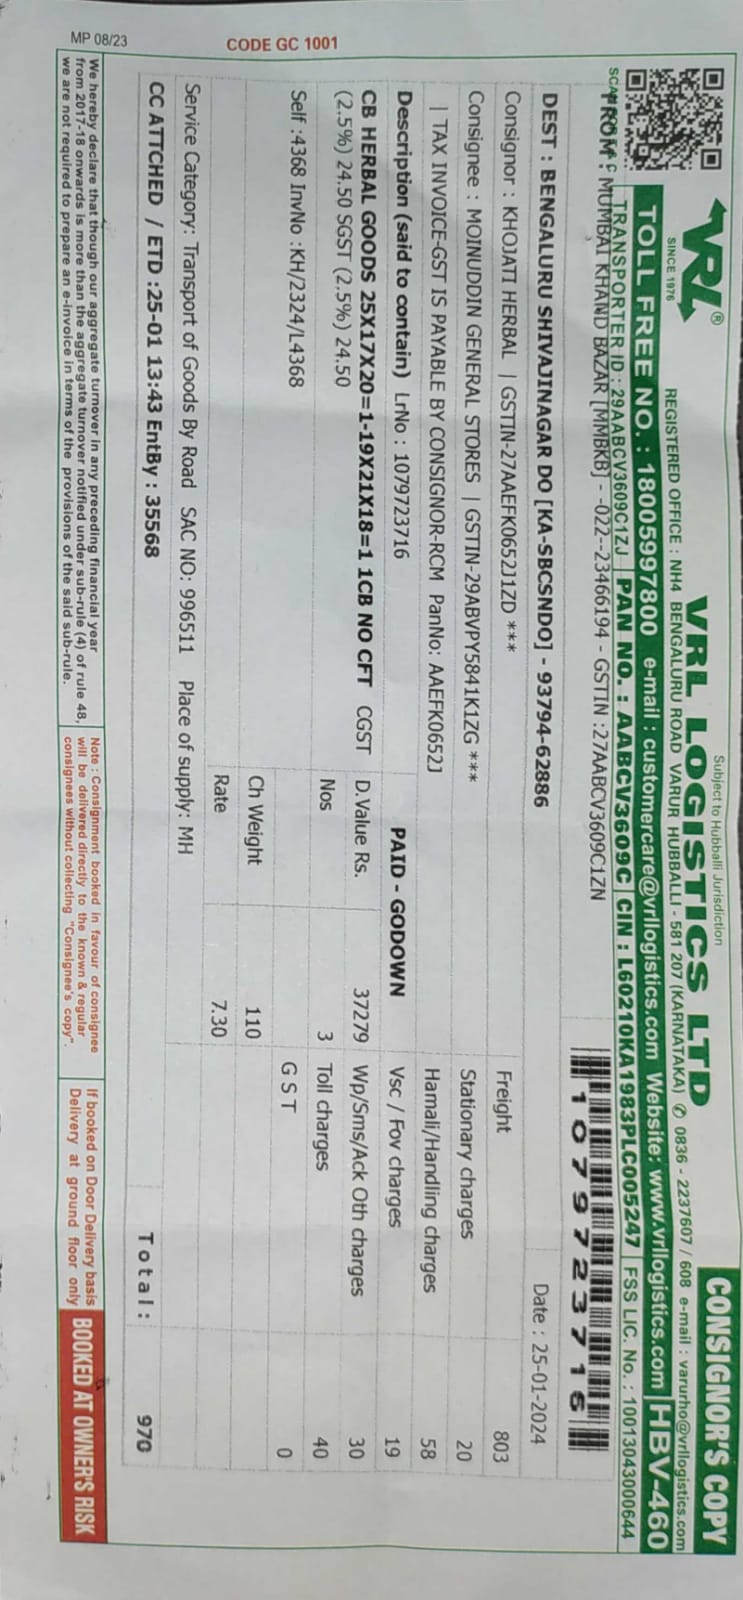 Subject to Hubballi Jurisdiction
CONSIGNOR'S COPY
VRL ®
SINCE 1976
VRL LOGISTICS LTD
REGISTERED OFFICE : NH4 BENGALURU ROAD VARUR HUBBALLI - 581 207 (KARNATAKA) ✆ 0836 - 2237607 / 608 e-mail : varurho@vrllogistics.com
TOLL FREE NO. : 18005997800 e-mail : customercare@vrllogistics.com Website: www.vrllogistics.com HBV-460
TRANSPORTER ID : 29AABCV3609C1ZJ PAN NO. : AABCV3609C CIN : L60210KA1983PLC005247 FSS LIC. No. : 10013043000644
FROM : MUMBAI KHAND BAZAR [MMBKB] - -022--23466194 - GSTIN :27AABCV3609C1ZN
1079723716
DEST : BENGALURU SHIVAJINAGAR DO [KA-SBCSNDO] - 93794-62886
Date : 25-01-2024
Consignor : KHOJATI HERBAL | GSTIN-27AAEFK0652J1ZD ***
Freight 803
Consignee : MOINUDDIN GENERAL STORES | GSTIN-29ABVPY5841K1ZG ***
Stationary charges 20
| TAX INVOICE-GST IS PAYABLE BY CONSIGNOR-RCM PanNo: AAEFK0652J
Hamali/Handling charges 58
Description (said to contain) LrNo : 1079723716
PAID - GODOWN
Vsc / Fov charges 19
CB HERBAL GOODS 25X17X20=1-19X21X18=1 1CB NO CFT CGST
D.Value Rs. 37279
Wp/Sms/Ack Oth charges 30
(2.5%) 24.50 SGST (2.5%) 24.50
Nos 3
Toll charges 40
Self :4368 InvNo :KH/2324/L4368
G S T 0
Ch Weight 110
Rate 7.30
Service Category: Transport of Goods By Road SAC NO: 996511 Place of supply: MH
CC ATTCHED / ETD :25-01 13:43 EntBy : 35568
Total: 970
We hereby declare that though our aggregate turnover in any preceding financial year
from 2017-18 onwards is more than the aggregate turnover notified under sub-rule (4) of rule 48,
we are not required to prepare an e-invoice in terms of the provisions of the said sub-rule.
Note : Consignment booked in favour of consignee
will be delivered directly to the known & regular
consignees without collecting "Consignee's copy".
If booked on Door Delivery basis
Delivery at ground floor only
BOOKED AT OWNER'S RISK
MP 08/23
CODE GC 1001